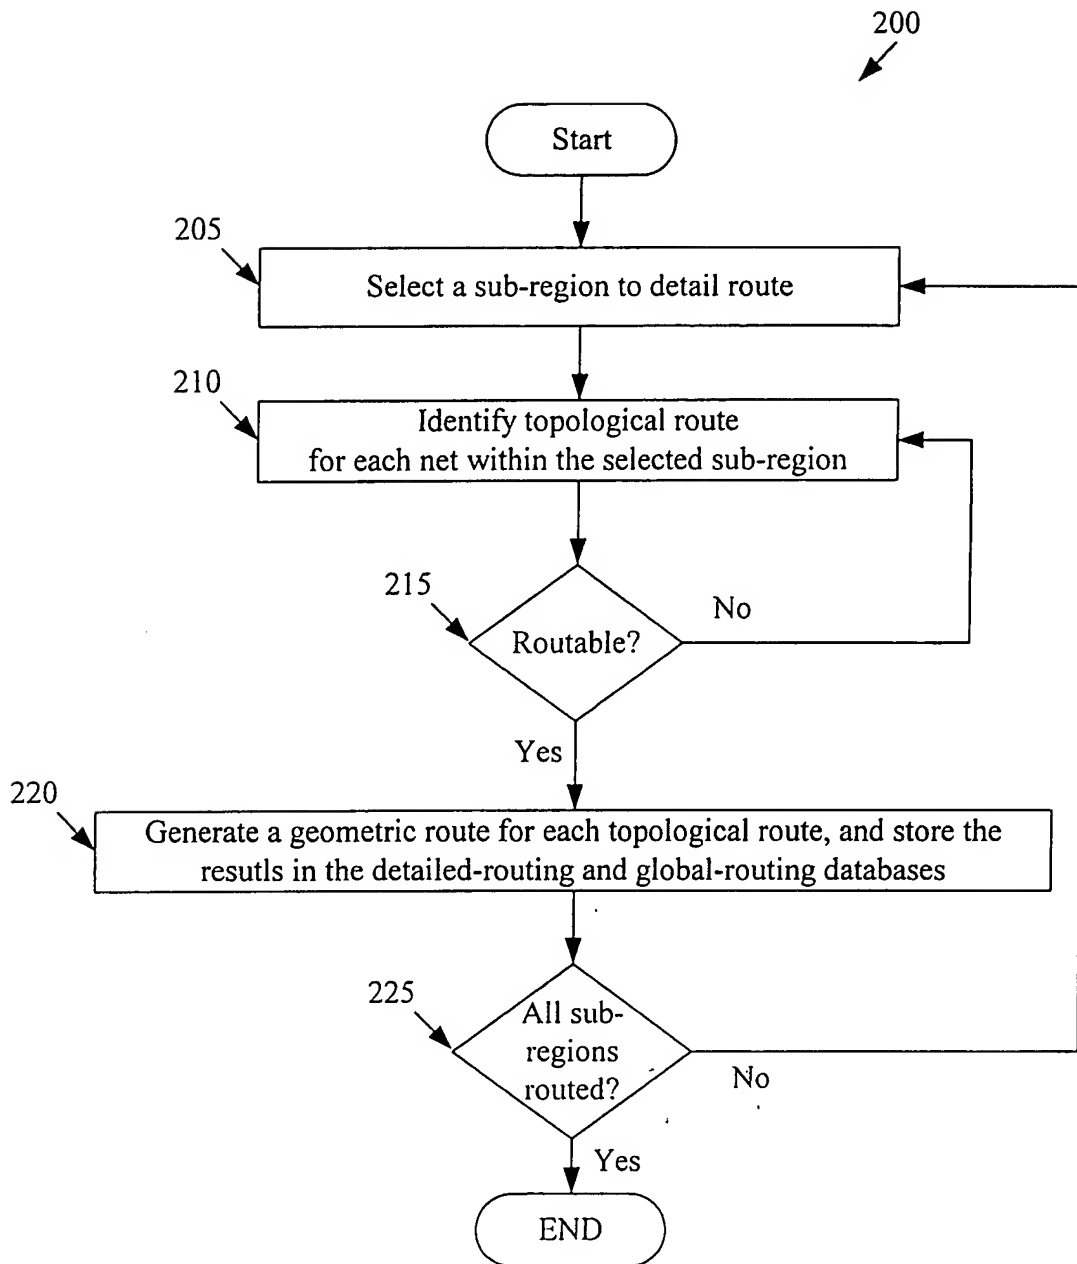 200
Start
205
Select a sub-region to detail route
210
Identify topological route
for each net within the selected sub-region
215
Routable?
No
Yes
220
Generate a geometric route for each topological route, and store the
resutls in the detailed-routing and global-routing databases
225
All sub-
regions
routed?
No
Yes
END